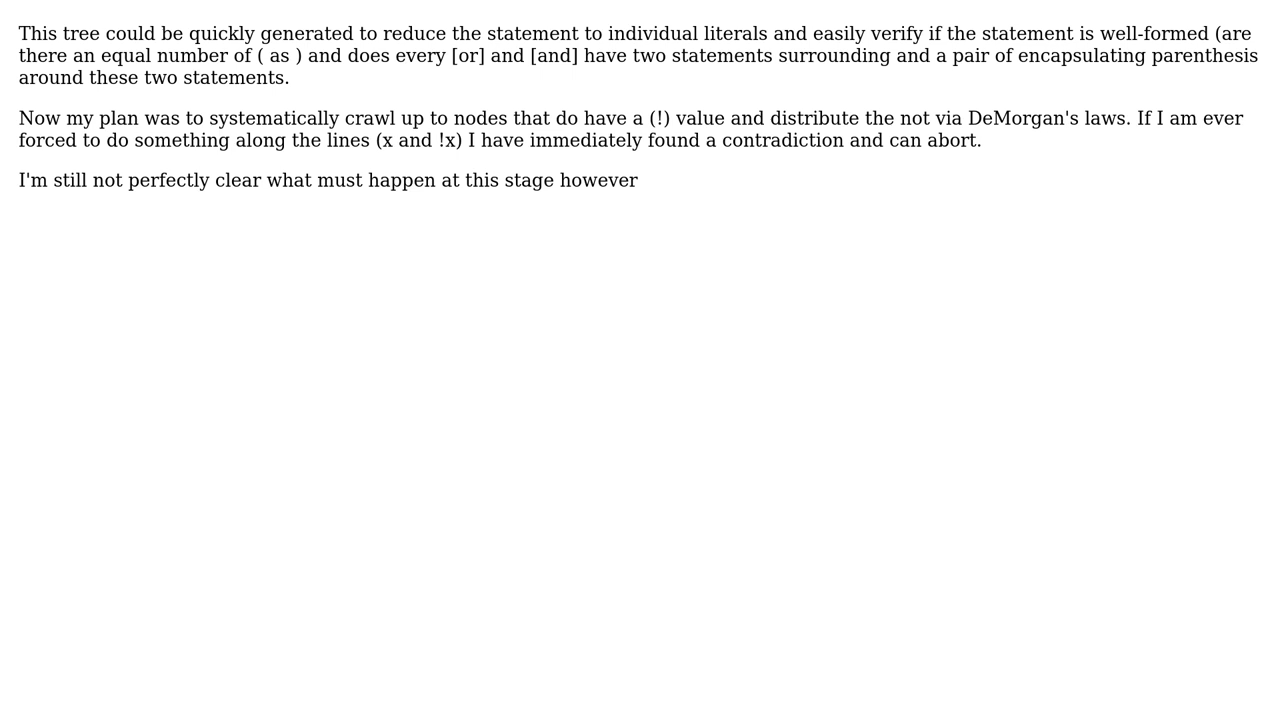 This tree could be quickly generated to reduce the statement to individual literals and easily verify if the statement is well-formed (are
there an equal number of ( as ) and does every [or] and [and] have two statements surrounding and a pair of encapsulating parenthesis
around these two statements.
Now my plan was to systematically crawl up to nodes that do have a (!) value and distribute the not via DeMorgan's laws. If I am ever
forced to do something along the lines (x and !x) I have immediately found a contradiction and can abort.
I'm still not perfectly clear what must happen at this stage however